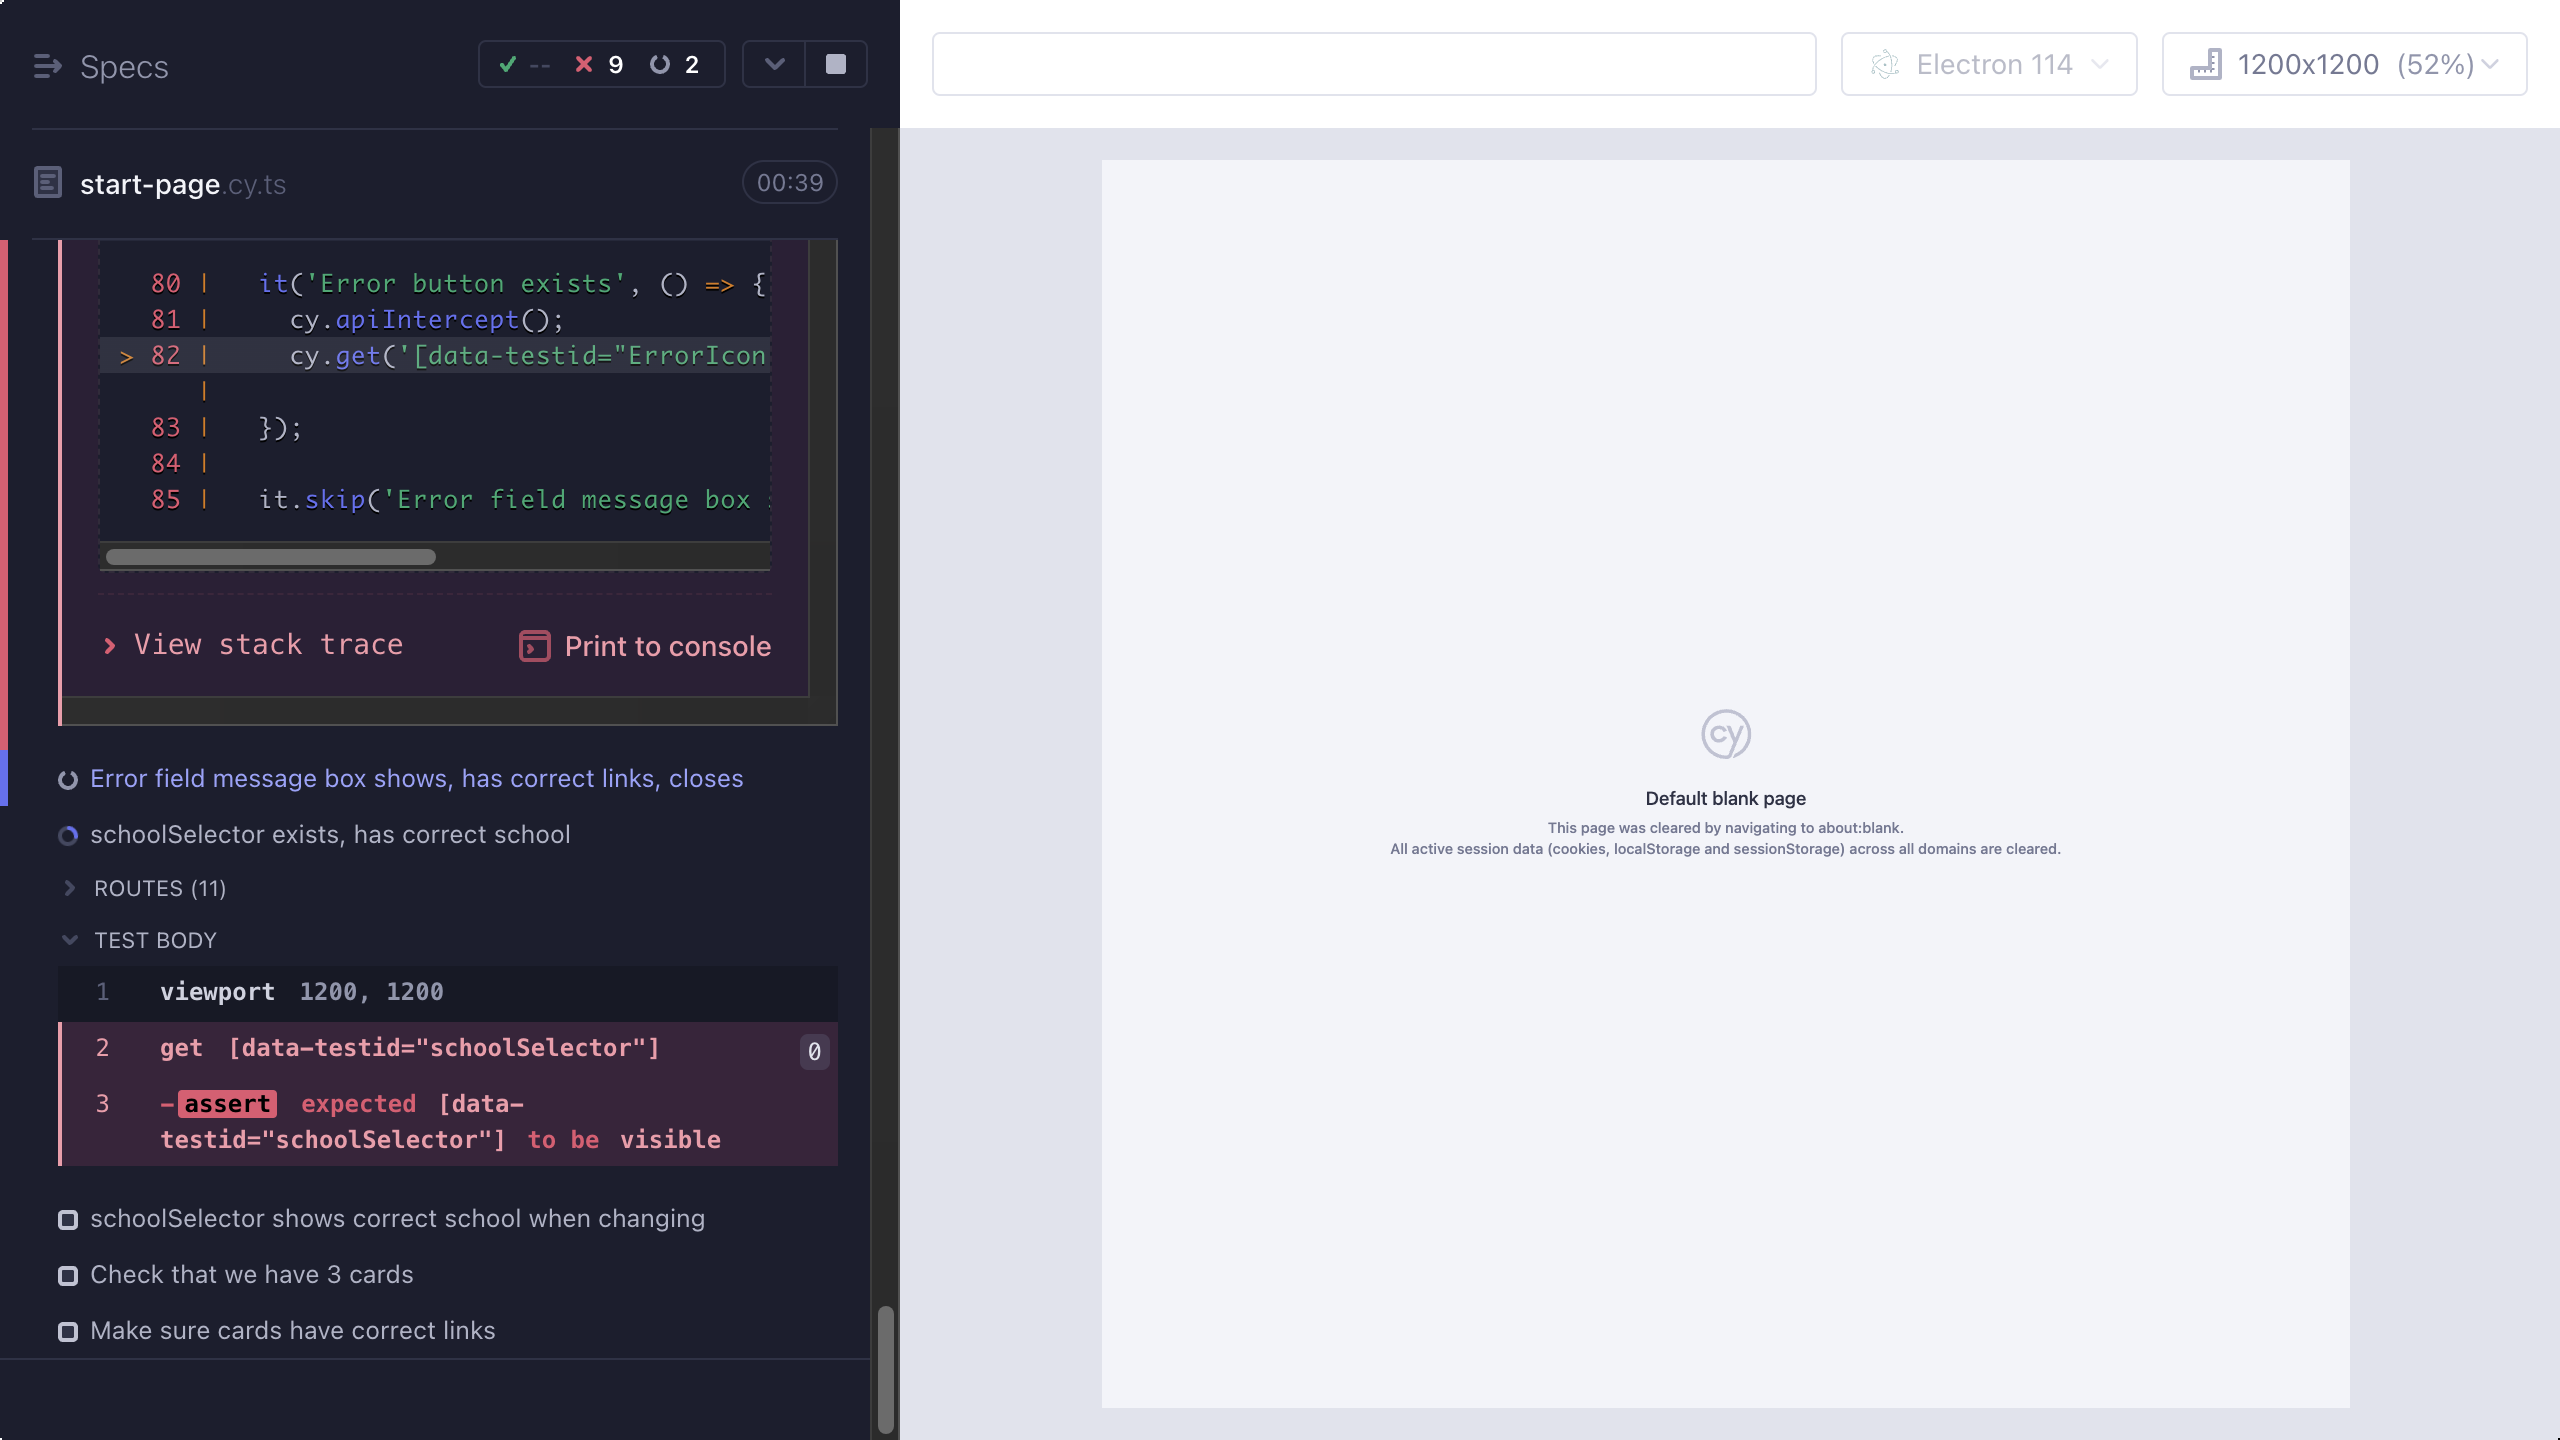 Specs
-- 9 2
start-page.cy.ts 00:39
80 | it('Error button exists', () => {
81 | cy.apiIntercept();
> 82 | cy.get('[data-testid="ErrorIcon
|
83 | });
84 |
85 | it.skip('Error field message box
View stack trace Print to console
Error field message box shows, has correct links, closes
schoolSelector exists, has correct school
ROUTES (11)
TEST BODY
1 viewport 1200, 1200
2 get [data-testid="schoolSelector"] 0
3 -assert expected [data-
testid="schoolSelector"] to be visible
schoolSelector shows correct school when changing
Check that we have 3 cards
Make sure cards have correct links
Electron 114
1200x1200 (52%)
cy
Default blank page
This page was cleared by navigating to about:blank.
All active session data (cookies, localStorage and sessionStorage) across all domains are cleared.